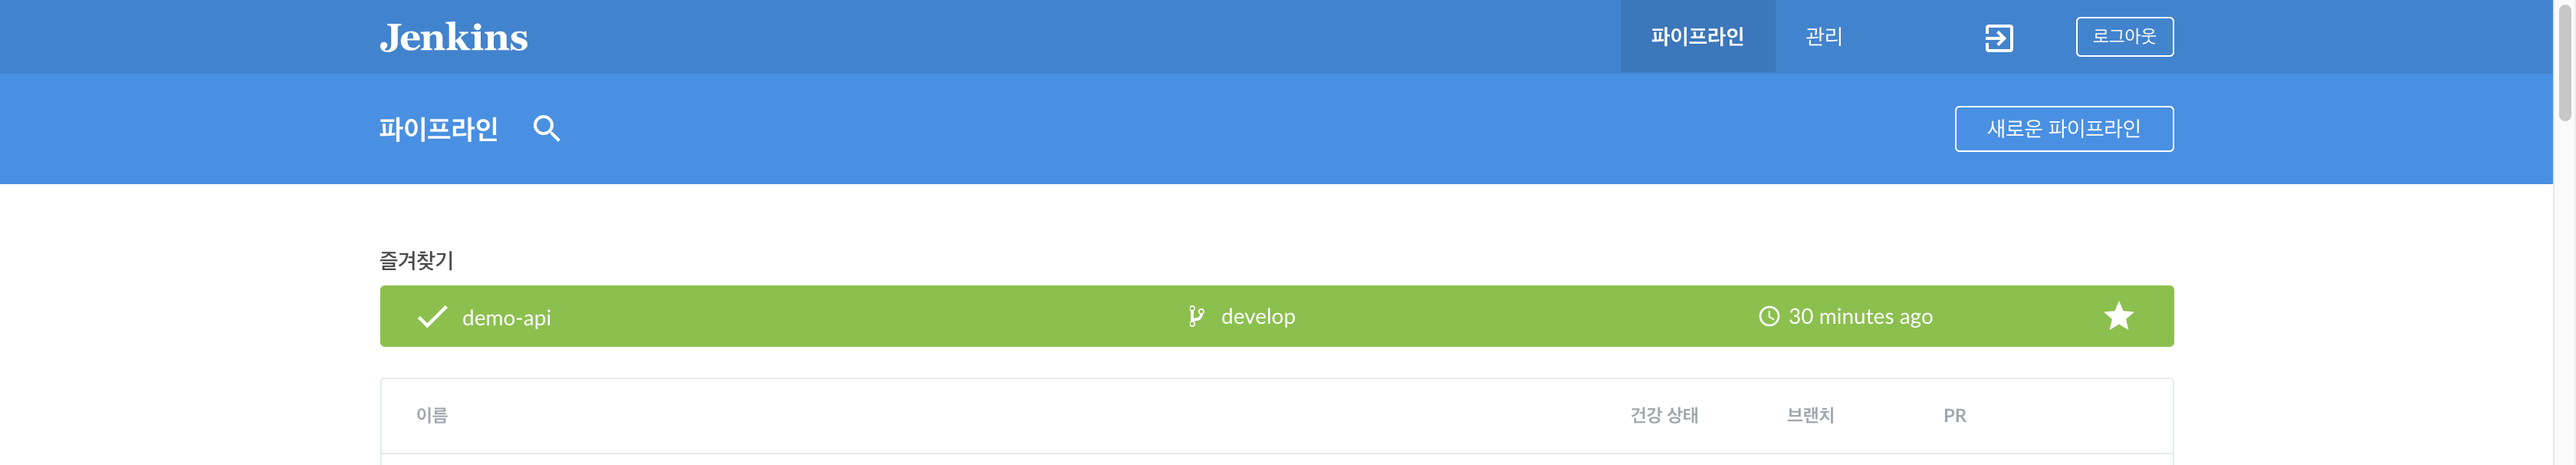 Jenkins 파이프라인 관리 로그아웃
파이프라인 새로운 파이프라인
즐겨찾기
demo-api develop 30 minutes ago
이름 건강 상태 브랜치 PR